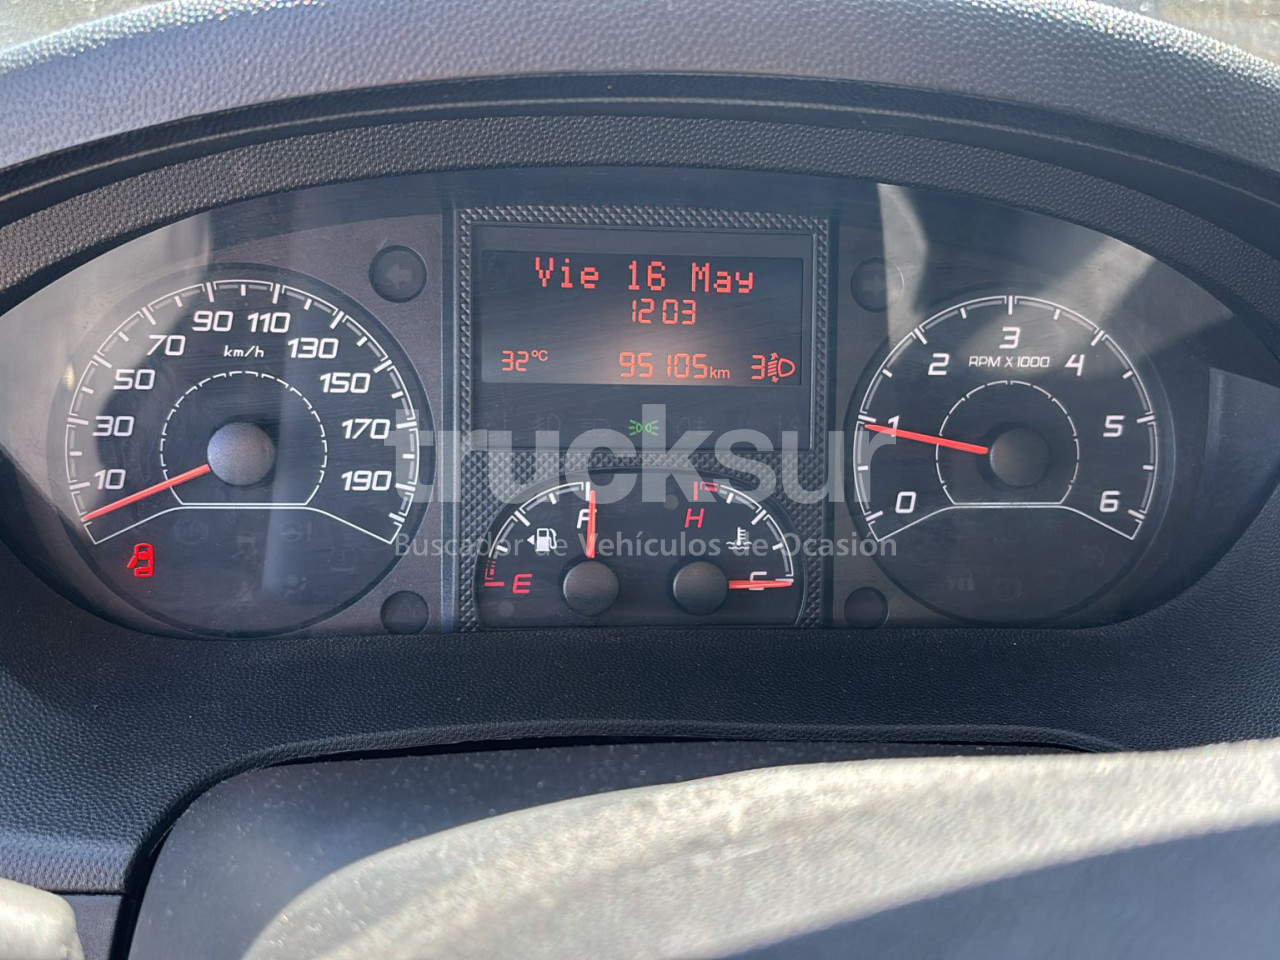 Vie 16 May
12 03
32°C 95105km 3
10 30 50 70 90 110 130 150 170 190
km/h
0 1 2 3 4 5 6
RPM X 1000
trucksur
F H
Buscador de Vehículos de Ocasión
E C